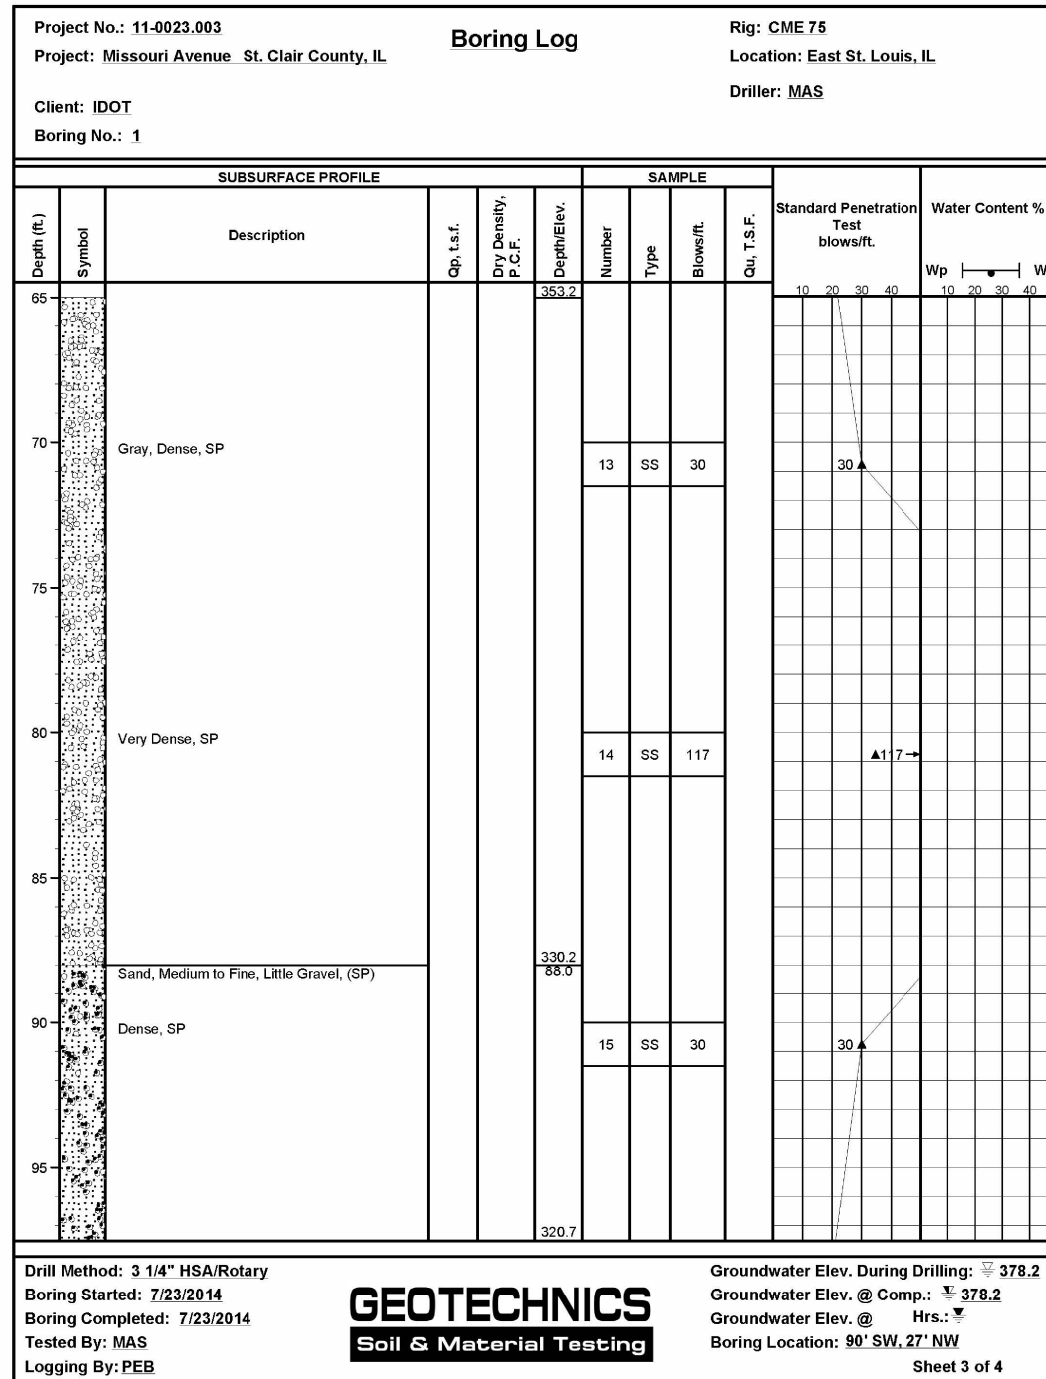 Project No.: 11-0023.003
Project: Missouri Avenue St. Clair County, IL
Client: IDOT
Boring No.: 1
Boring Log
Rig: CME 75
Location: East St. Louis, IL
Driller: MAS
SUBSURFACE PROFILE
SAMPLE
Depth (ft.)
Symbol
Description
Qp, t.s.f.
Dry Density, P.C.F.
Depth/Elev.
Number
Type
Blows/ft.
Qu, T.S.F.
Standard Penetration
Test
blows/ft.
Water Content %
Wp W
10 20 30 40 10 20 30 40
65 353.2
70 Gray, Dense, SP
13 SS 30 30
75
80 Very Dense, SP
14 SS 117 117
85
330.2
Sand, Medium to Fine, Little Gravel, (SP) 88.0
90 Dense, SP
15 SS 30 30
95
320.7
Drill Method: 3 1/4" HSA/Rotary
Boring Started: 7/23/2014
Boring Completed: 7/23/2014
Tested By: MAS
Logging By: PEB
GEOTECHNICS
Soil & Material Testing
Groundwater Elev. During Drilling: 378.2
Groundwater Elev. @ Comp.: 378.2
Groundwater Elev. @ Hrs.:
Boring Location: 90' SW, 27' NW
Sheet 3 of 4